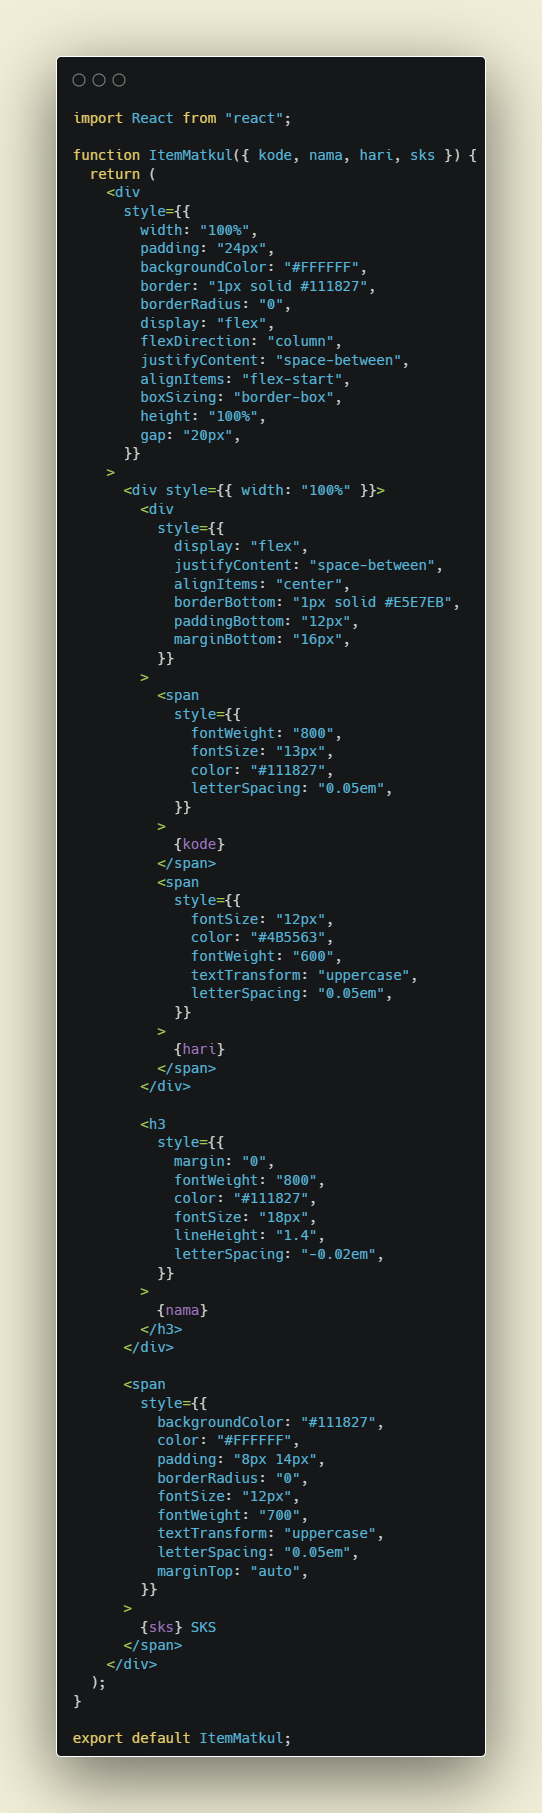 import React from "react";

function ItemMatkul({ kode, nama, hari, sks }) {
  return (
    <div
      style={{
        width: "100%",
        padding: "24px",
        backgroundColor: "#FFFFFF",
        border: "1px solid #111827",
        borderRadius: "0",
        display: "flex",
        flexDirection: "column",
        justifyContent: "space-between",
        alignItems: "flex-start",
        boxSizing: "border-box",
        height: "100%",
        gap: "20px",
      }}
    >
      <div style={{ width: "100%" }}>
        <div
          style={{
            display: "flex",
            justifyContent: "space-between",
            alignItems: "center",
            borderBottom: "1px solid #E5E7EB",
            paddingBottom: "12px",
            marginBottom: "16px",
          }}
        >
          <span
            style={{
              fontWeight: "800",
              fontSize: "13px",
              color: "#111827",
              letterSpacing: "0.05em",
            }}
          >
            {kode}
          </span>
          <span
            style={{
              fontSize: "12px",
              color: "#4B5563",
              fontWeight: "600",
              textTransform: "uppercase",
              letterSpacing: "0.05em",
            }}
          >
            {hari}
          </span>
        </div>

        <h3
          style={{
            margin: "0",
            fontWeight: "800",
            color: "#111827",
            fontSize: "18px",
            lineHeight: "1.4",
            letterSpacing: "-0.02em",
          }}
        >
          {nama}
        </h3>
      </div>

      <span
        style={{
          backgroundColor: "#111827",
          color: "#FFFFFF",
          padding: "8px 14px",
          borderRadius: "0",
          fontSize: "12px",
          fontWeight: "700",
          textTransform: "uppercase",
          letterSpacing: "0.05em",
          marginTop: "auto",
        }}
      >
        {sks} SKS
      </span>
    </div>
  );
}

export default ItemMatkul;